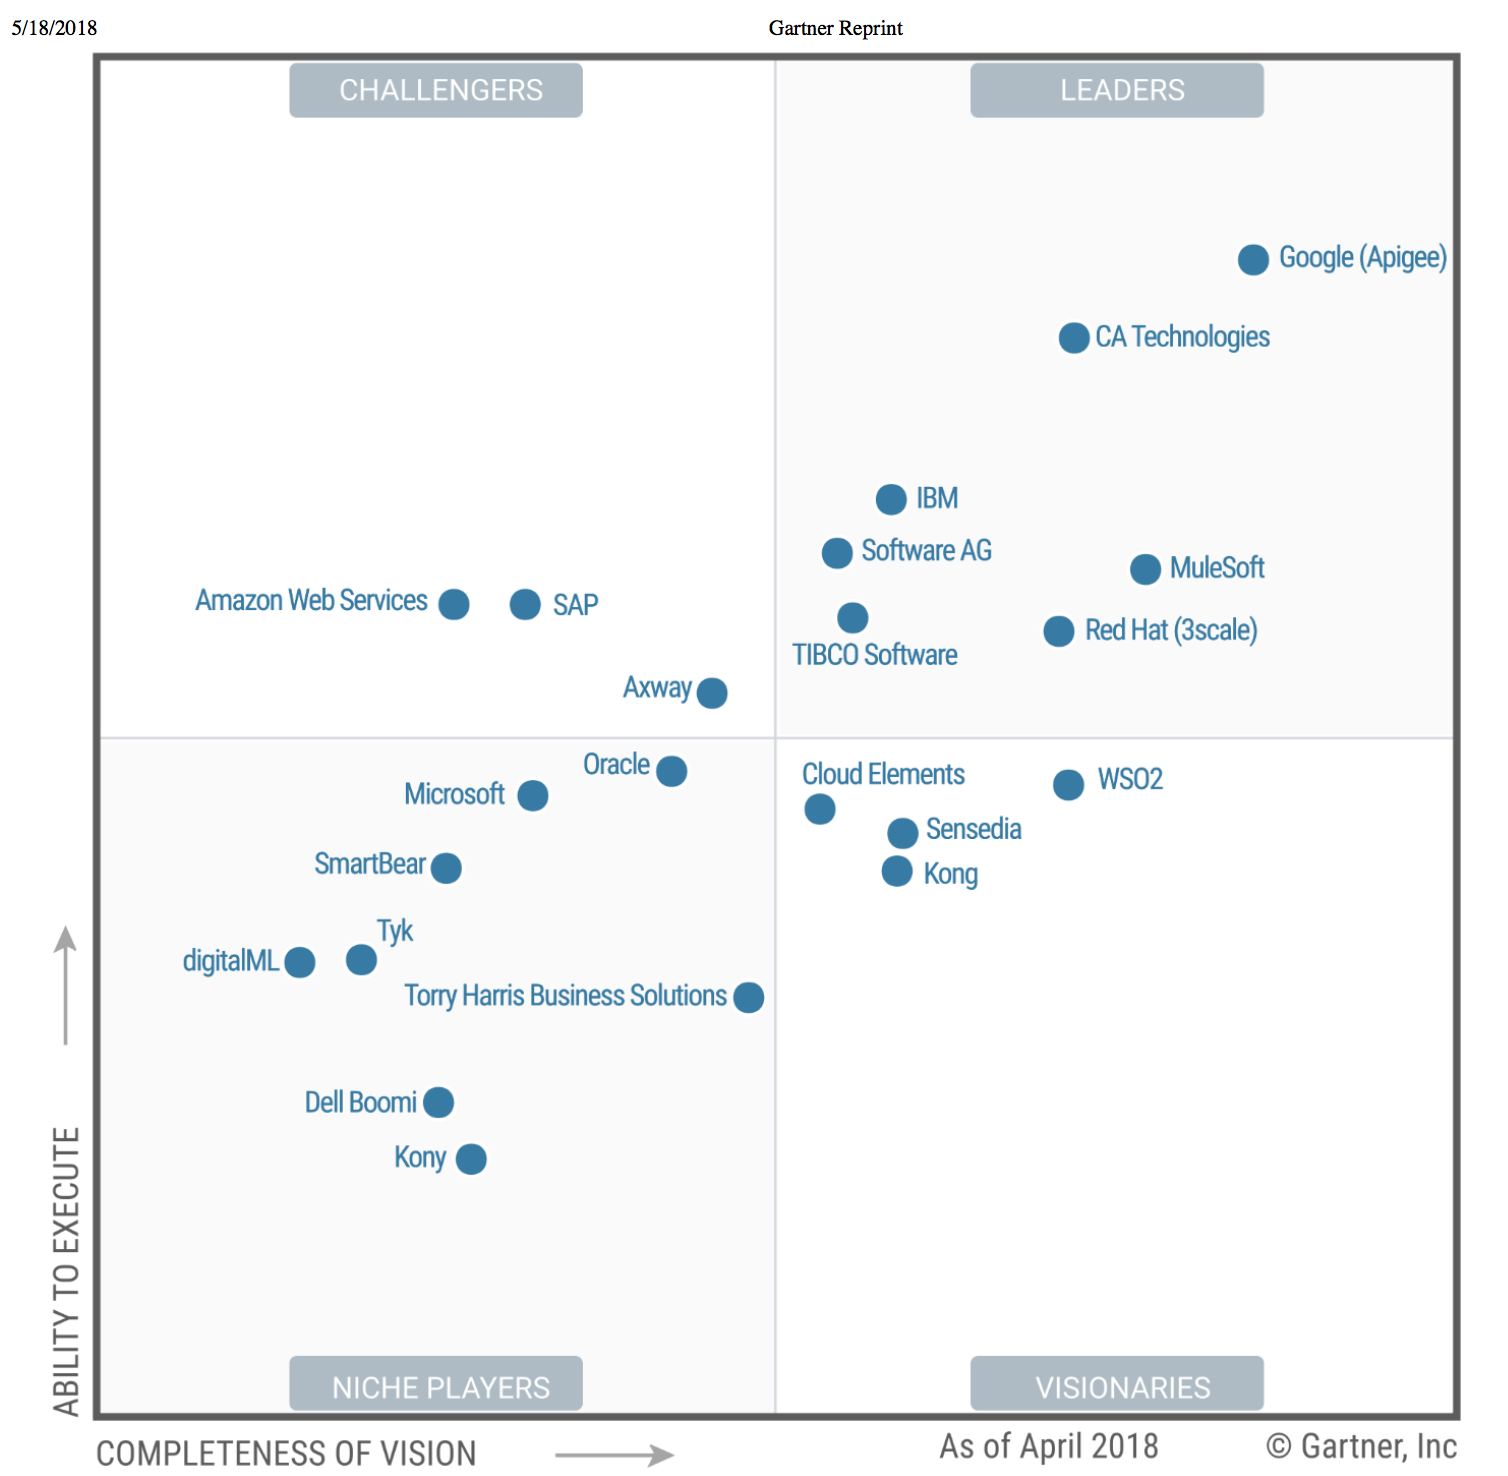 5/18/2018
Gartner Reprint
CHALLENGERS
LEADERS
Google (Apigee)
CA Technologies
IBM
Software AG
MuleSoft
Amazon Web Services
SAP
TIBCO Software
Red Hat (3scale)
Axway
Oracle
Microsoft
Cloud Elements
WSO2
Sensedia
SmartBear
Kong
Tyk
digitalML
Torry Harris Business Solutions
Dell Boomi
Kony
ABILITY TO EXECUTE
NICHE PLAYERS
VISIONARIES
COMPLETENESS OF VISION
As of April 2018
© Gartner, Inc